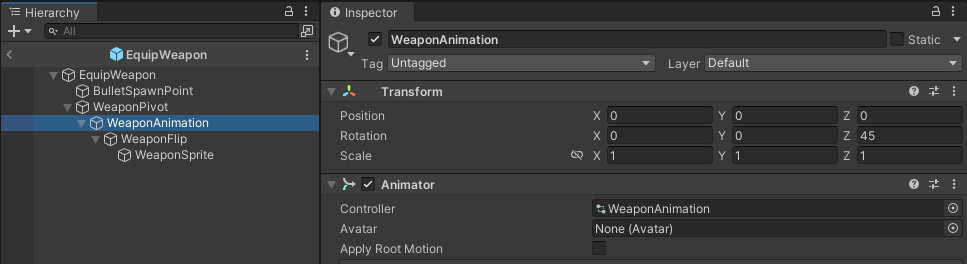 Hierarchy
All
EquipWeapon
EquipWeapon
BulletSpawnPoint
WeaponPivot
WeaponAnimation
WeaponFlip
WeaponSprite
Inspector
WeaponAnimation Static
Tag Untagged Layer Default
Transform
Position X 0 Y 0 Z 0
Rotation X 0 Y 0 Z 45
Scale X 1 Y 1 Z 1
Animator
Controller WeaponAnimation
Avatar None (Avatar)
Apply Root Motion